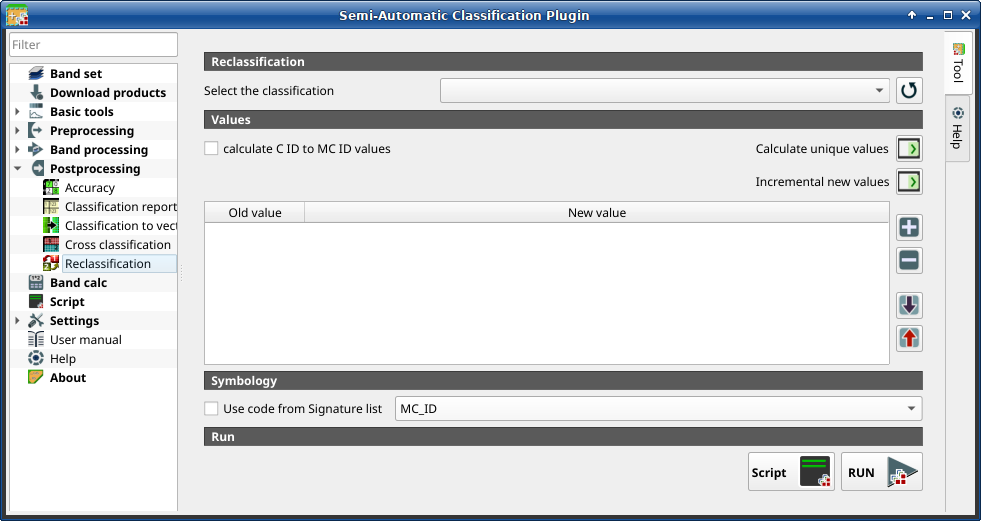 Semi-Automatic Classification Plugin
Filter
Band set
Download products
Basic tools
Preprocessing
Band processing
Postprocessing
Accuracy
Classification report
Classification to vect
Cross classification
Reclassification
Band calc
Script
Settings
User manual
Help
About
Reclassification
Select the classification
Values
calculate C ID to MC ID values
Calculate unique values
Incremental new values
Old value New value
Symbology
Use code from Signature list MC_ID
Run
Script RUN
Tool
Help